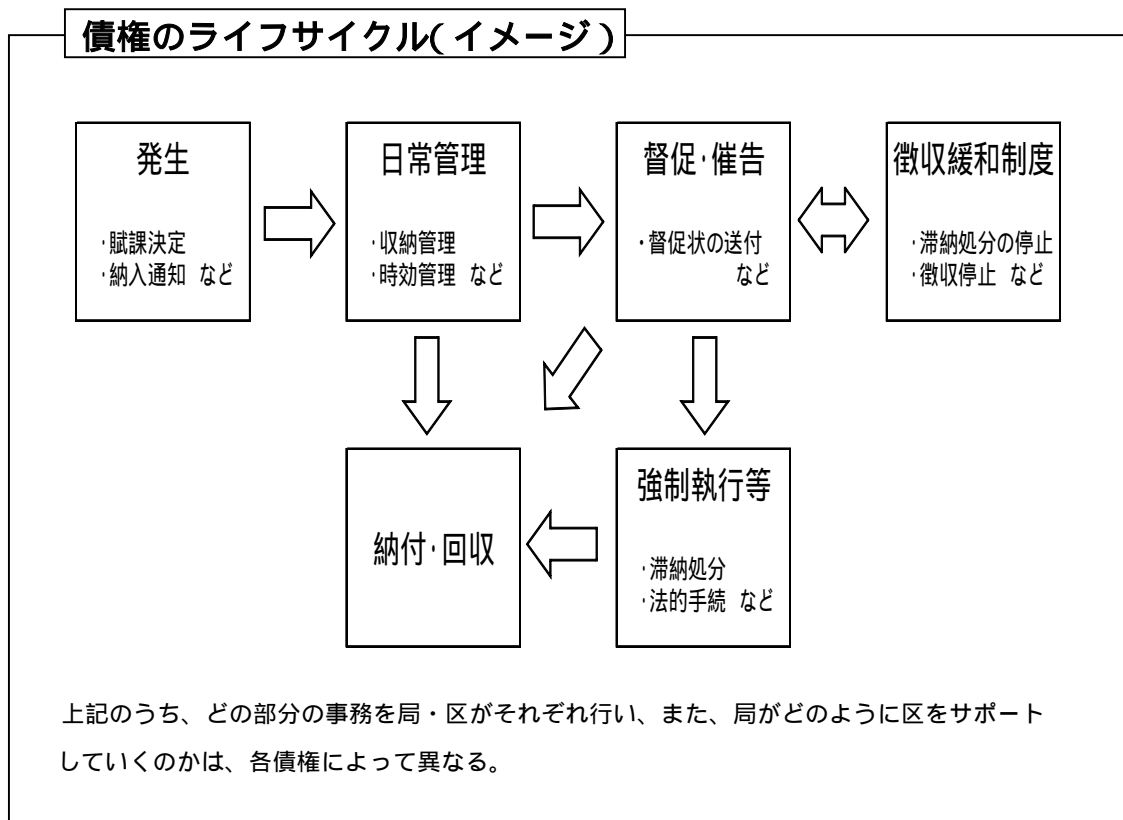 債権のライフサイクル(イメージ)
発生
・賦課決定
・納入通知 など
日常管理
・収納管理
・時効管理 など
督促・催告
・督促状の送付
など
徴収緩和制度
・滞納処分の停止
・徴収停止 など
納付・回収
強制執行等
・滞納処分
・法的手続 など
上記のうち、どの部分の事務を局・区がそれぞれ行い、また、局がどのように区をサポート
していくのかは、各債権によって異なる。